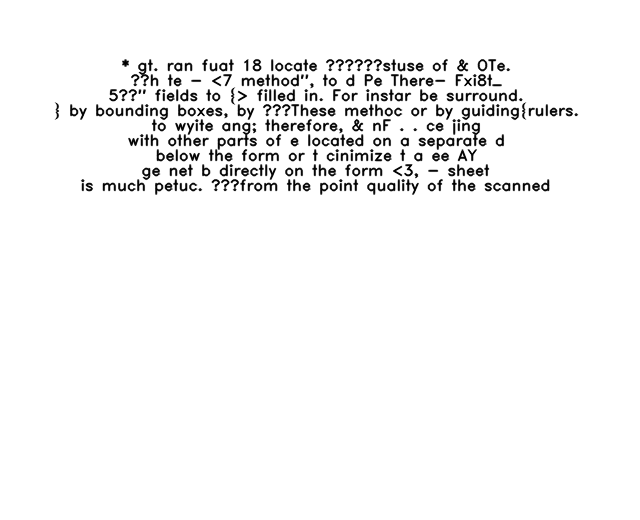 * gt. ran fuat 18 locate ??????stuse of & OTe.
??h te - <7 method", to d Pe There- Fxi8t_
5??" fields to {> filled in. For instar be surround.
} by bounding boxes, by ???These methoc or by guiding{rulers.
to wyite ang; therefore, & nF . . ce jing
with other parts of e located on a separate d
below the form or t cinimize t a ee AY
ge net b directly on the form <3, - sheet
is much petuc. ???from the point quality of the scanned